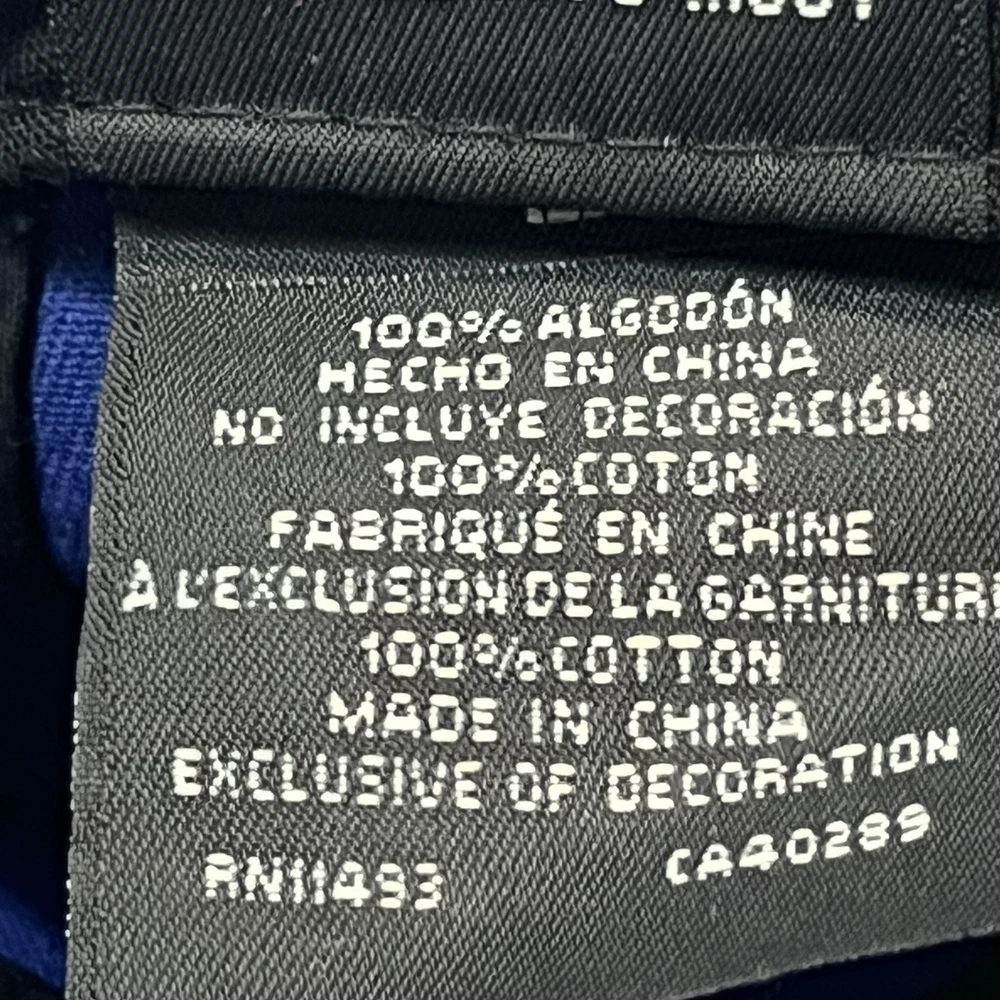 100% ALGODÓN
HECHO EN CHINA
NO INCLUYE DECORACIÓN
100% COTON
FABRIQUÉ EN CHINE
À L'EXCLUSION DE LA GARNITURE
100% COTTON
MADE IN CHINA
EXCLUSIVE OF DECORATION
RN11493 CA40289